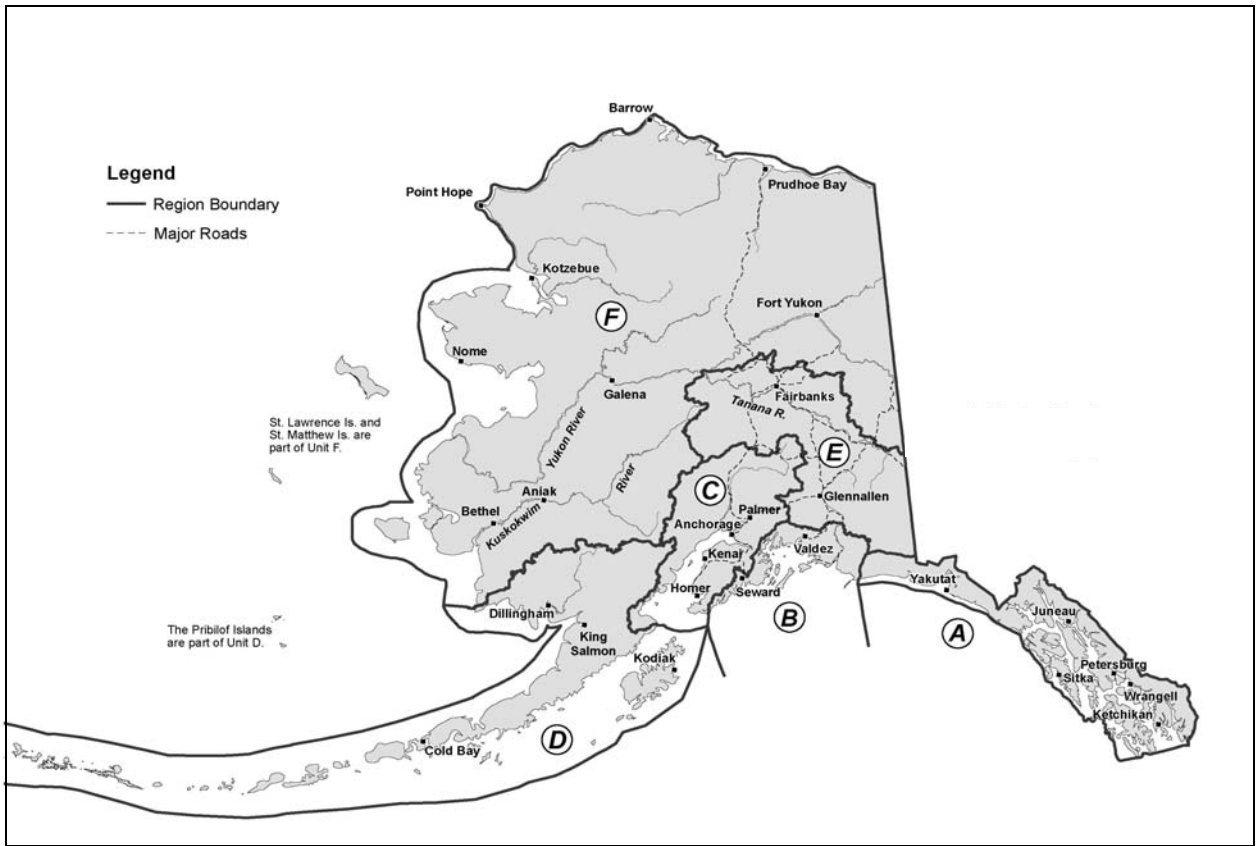 Barrow
Legend
Prudhoe Bay
Region Boundary
Point Hope
Major Roads
Kotzebue
Fort Yukon
F
Nome
Galena
Fairbanks
Tanana R.
St. Lawrence Is. and
St. Matthew Is. are
part of Unit F.
Yukon River
River
E
C
Aniak
Glennallen
Bethel
Kuskokwim
Palmer
Anchorage
Valdez
Kenai
Yakutat
Homer
Seward
Dillingham
B
A
Juneau
The Pribilof Islands
are part of Unit D.
King
Salmon
Kodiak
Petersburg
Sitka
Wrangell
Ketchikan
D
Cold Bay